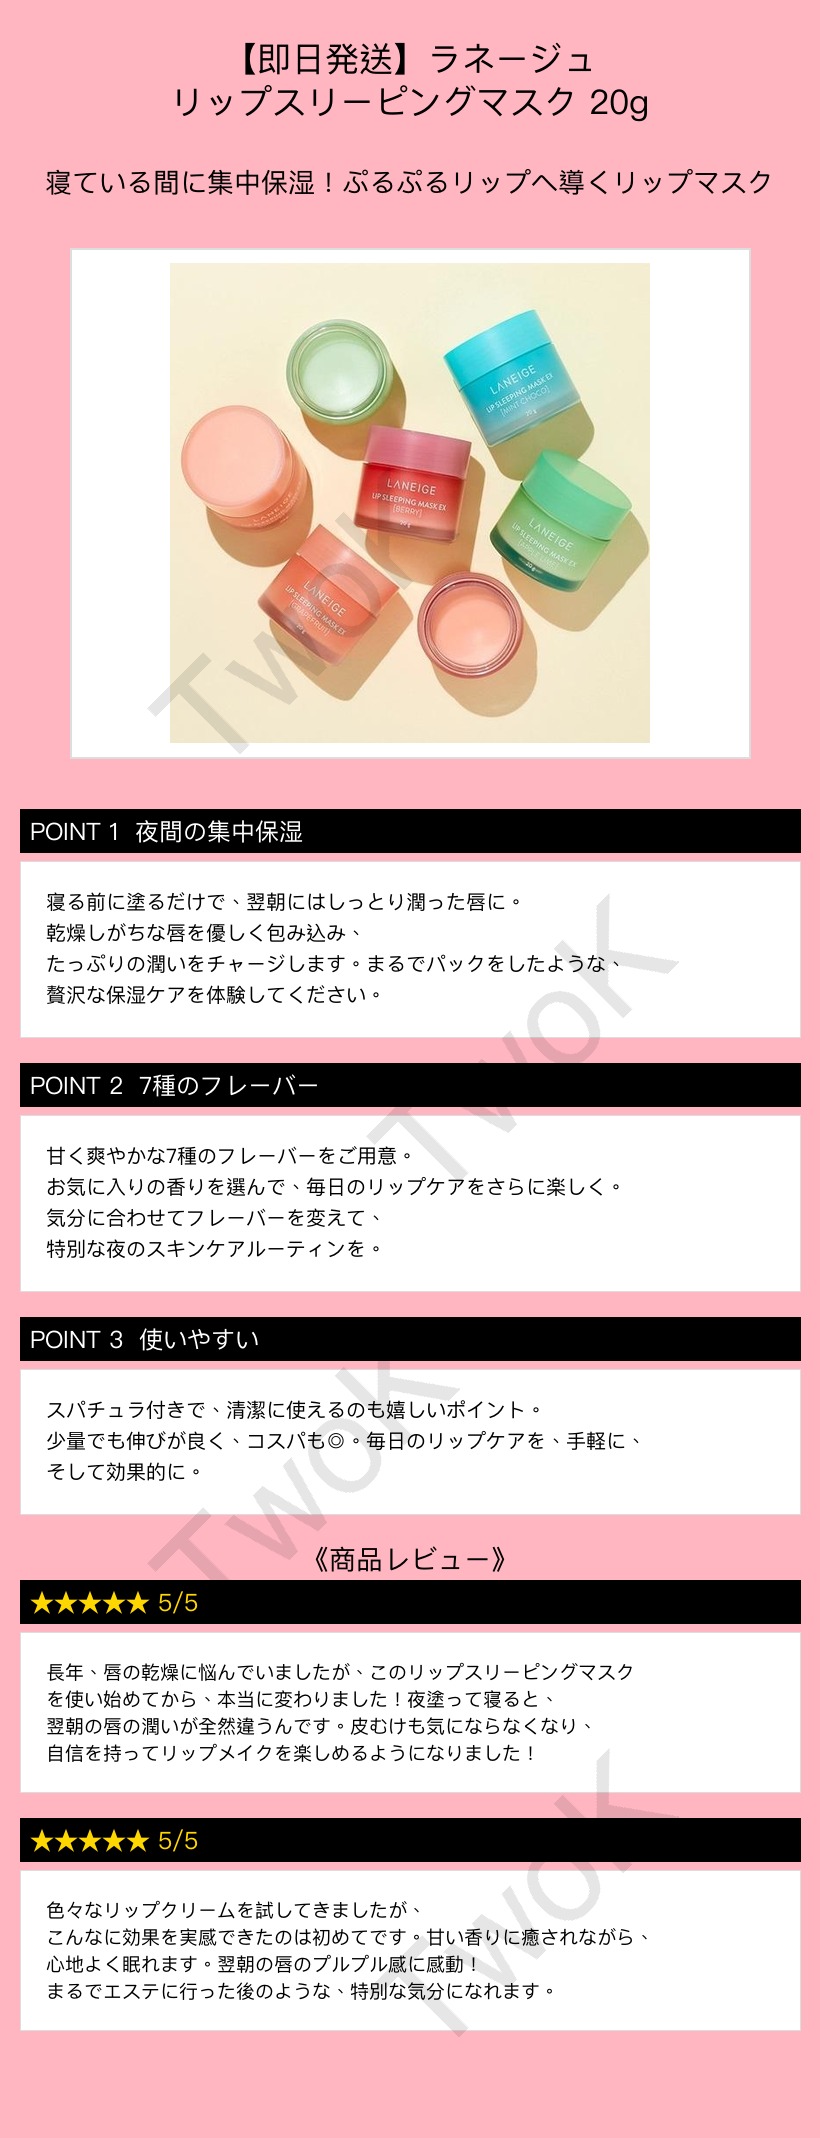 【即日発送】ラネージュ
リップスリーピングマスク 20g
寝ている間に集中保湿！ぷるぷるリップへ導くリップマスク
LANEIGE
LIP SLEEPING MASK EX
[MINT CHOCO]
20 g
LANEIGE
LIP SLEEPING MASK EX
[BERRY]
20 g
LANEIGE
LIP SLEEPING MASK EX
[APPLE LIME]
20 g
LANEIGE
LIP SLEEPING MASK EX
[GRAPEFRUIT]
20 g
TwoK
POINT 1 夜間の集中保湿
寝る前に塗るだけで、翌朝にはしっとり潤った唇に。
乾燥しがちな唇を優しく包み込み、
たっぷりの潤いをチャージします。まるでパックをしたような、
贅沢な保湿ケアを体験してください。
TwoK
POINT 2 7種のフレーバー
甘く爽やかな7種のフレーバーをご用意。
お気に入りの香りを選んで、毎日のリップケアをさらに楽しく。
気分に合わせてフレーバーを変えて、
特別な夜のスキンケアルーティンを。
POINT 3 使いやすい
スパチュラ付きで、清潔に使えるのも嬉しいポイント。
少量でも伸びが良く、コスパも◎。毎日のリップケアを、手軽に、
そして効果的に。
TwoK
《商品レビュー》
★★★★★ 5/5
長年、唇の乾燥に悩んでいましたが、このリップスリーピングマスク
を使い始めてから、本当に変わりました！夜塗って寝ると、
翌朝の唇の潤いが全然違うんです。皮むけも気にならなくなり、
自信を持ってリップメイクを楽しめるようになりました！
★★★★★ 5/5
色々なリップクリームを試してきましたが、
こんなに効果を実感できたのは初めてです。甘い香りに癒されながら、
心地よく眠れます。翌朝の唇のプルプル感に感動！
まるでエステに行った後のような、特別な気分になれます。
TwoK